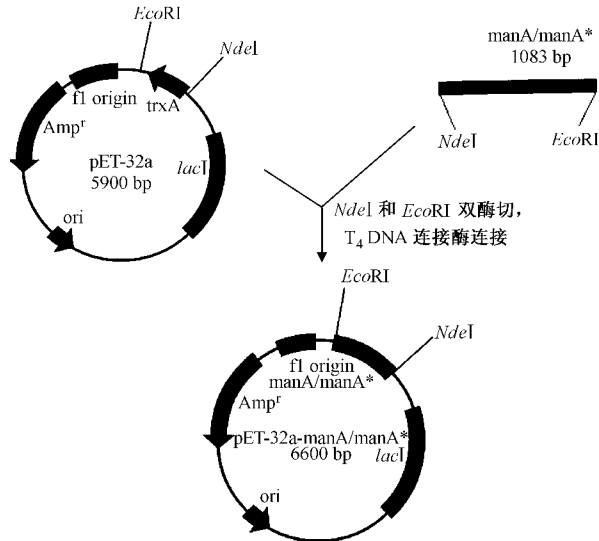 EcoRI
NdeI
f1 origin
trxA
Ampʳ
pET-32a
5900 bp
lacI
ori
manA/manA*
1083 bp
NdeI
EcoRI
NdeI 和 EcoRI 双酶切,
T₄ DNA 连接酶连接
EcoRI
NdeI
f1 origin
manA/manA*
Ampʳ
pET-32a-manA/manA*
6600 bp
lacI
ori